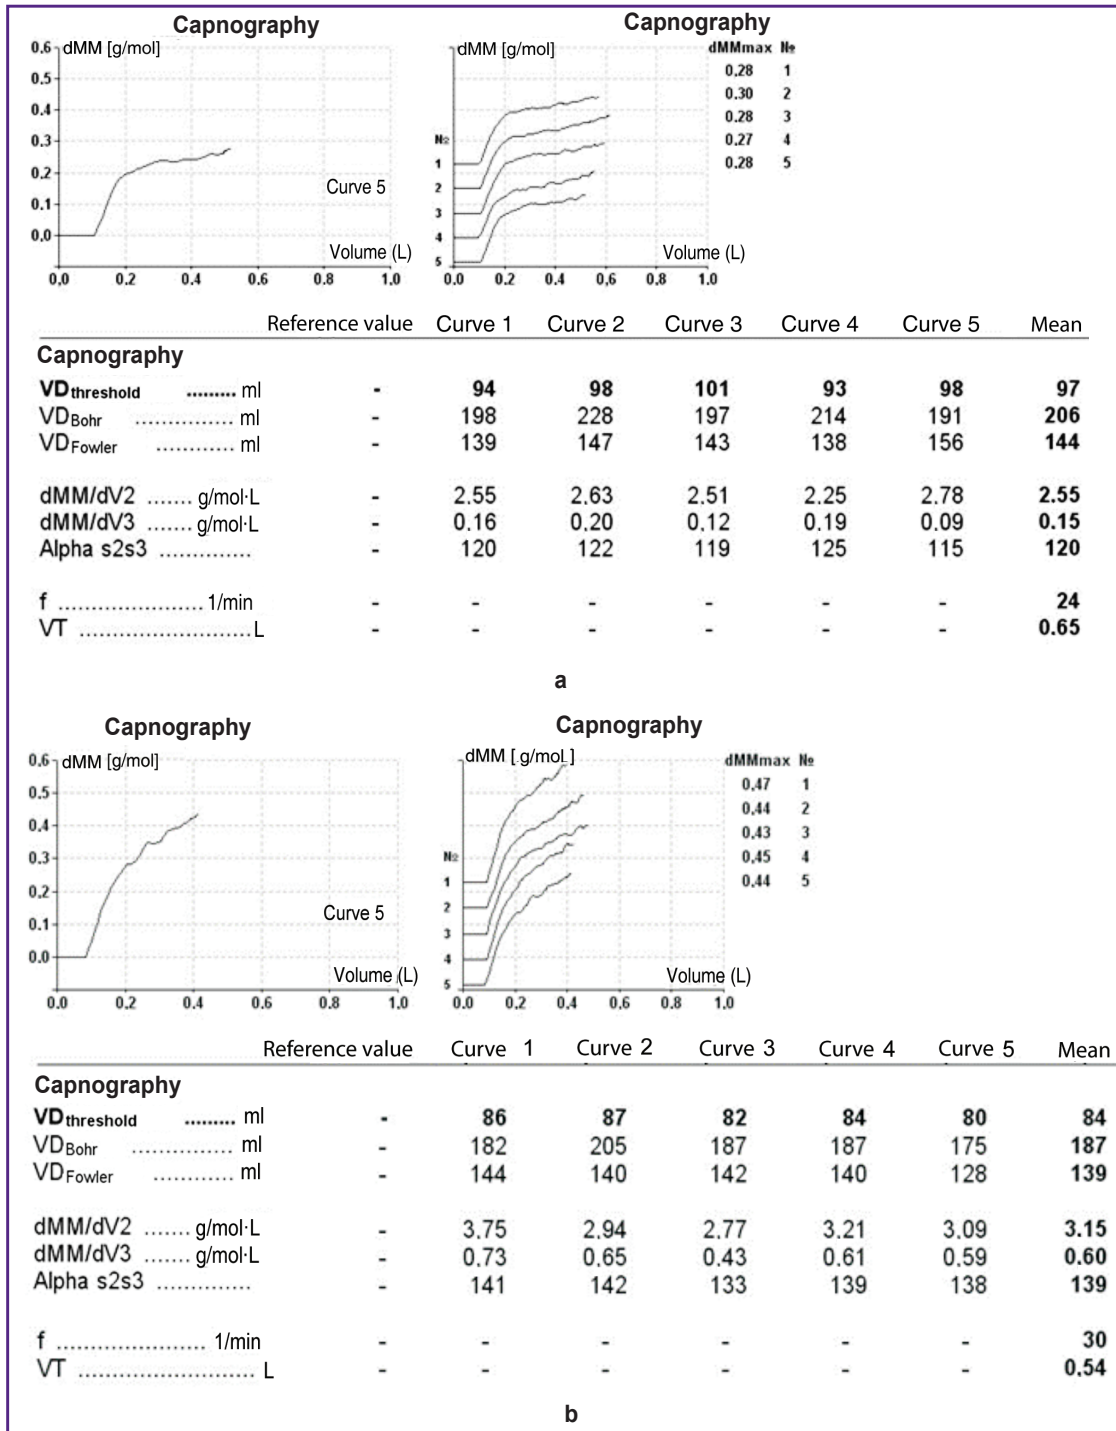 Capnography
dMM [g/mol]
0.6
0.5
0.4
0.3
0.2
0.1
0.0
Curve 5
Volume (L)
0.0 0.2 0.4 0.6 0.8 1.0
Capnography
dMM [g/mol]
dMMmax №
0.28 1
0.30 2
0.28 3
0.27 4
0.28 5
№
1
2
3
4
5
Volume (L)
0.0 0.2 0.4 0.6 0.8 1.0
Reference value Curve 1 Curve 2 Curve 3 Curve 4 Curve 5 Mean
Capnography
VDthreshold ......... ml - 94 98 101 93 98 97
VDBohr ............... ml - 198 228 197 214 191 206
VDFowler ............ ml - 139 147 143 138 156 144
dMM/dV2 ....... g/mol·L - 2.55 2.63 2.51 2.25 2.78 2.55
dMM/dV3 ....... g/mol·L - 0.16 0.20 0.12 0.19 0.09 0.15
Alpha s2s3 .............. - 120 122 119 125 115 120
f ...................... 1/min - - - - - - 24
VT .......................... L - - - - - - 0.65
a
Capnography
dMM [g/mol]
0.6
0.5
0.4
0.3
0.2
0.1
0.0
Curve 5
Volume (L)
0.0 0.2 0.4 0.6 0.8 1.0
Capnography
dMM [ g/mol ]
dMMmax №
0,47 1
0,44 2
0,43 3
0,45 4
0,44 5
№
1
2
3
4
5
Volume (L)
0.0 0.2 0.4 0.6 0.8 1.0
Reference value Curve 1 Curve 2 Curve 3 Curve 4 Curve 5 Mean
Capnography
VDthreshold ......... ml - 86 87 82 84 80 84
VDBohr ............... ml - 182 205 187 187 175 187
VDFowler ............ ml - 144 140 142 140 128 139
dMM/dV2 ....... g/mol·L - 3.75 2.94 2.77 3.21 3.09 3.15
dMM/dV3 ....... g/mol·L - 0.73 0.65 0.43 0.61 0.59 0.60
Alpha s2s3 .............. - 141 142 133 139 138 139
f ...................... 1/min - - - - - - 30
VT .......................... L - - - - - - 0,54
b